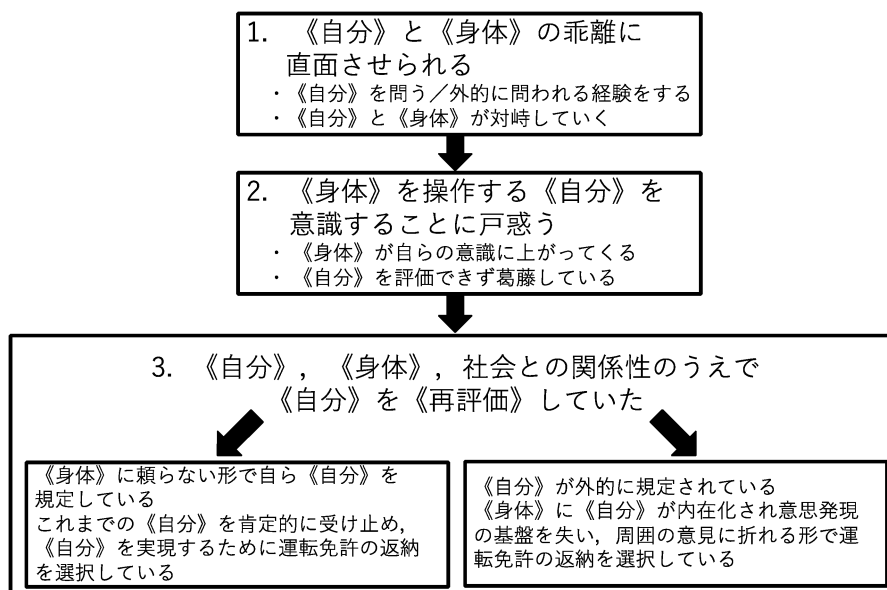 1. 《自分》と《身体》の乖離に
直面させられる
・《自分》を問う／外的に問われる経験をする
・《自分》と《身体》が対峙していく
2. 《身体》を操作する《自分》を
意識することに戸惑う
・ 《身体》が自らの意識に上がってくる
・ 《自分》を評価できず葛藤している
3. 《自分》，《身体》，社会との関係性のうえで
《自分》を《再評価》していた
《身体》に頼らない形で自ら《自分》を
規定している
これまでの《自分》を肯定的に受け止め，
《自分》を実現するために運転免許の返納
を選択している
《自分》が外的に規定されている
《身体》に《自分》が内在化され意思発現
の基盤を失い，周囲の意見に折れる形で運
転免許の返納を選択している